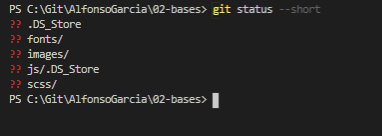 PS C:\Git\AlfonsoGarcia\02-bases> git status --short
?? .DS_Store
?? fonts/
?? images/
?? js/.DS_Store
?? scss/
PS C:\Git\AlfonsoGarcia\02-bases>